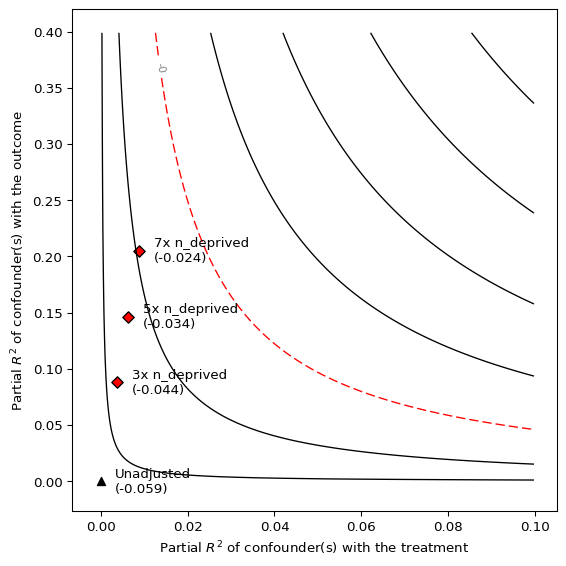 0.40
0.35
0.30
0.25
0.20
0.15
0.10
0.05
0.00
Partial R² of confounder(s) with the outcome
0
7x n_deprived
(-0.024)
5x n_deprived
(-0.034)
3x n_deprived
(-0.044)
Unadjusted
(-0.059)
0.00 0.02 0.04 0.06 0.08 0.10
Partial R² of confounder(s) with the treatment